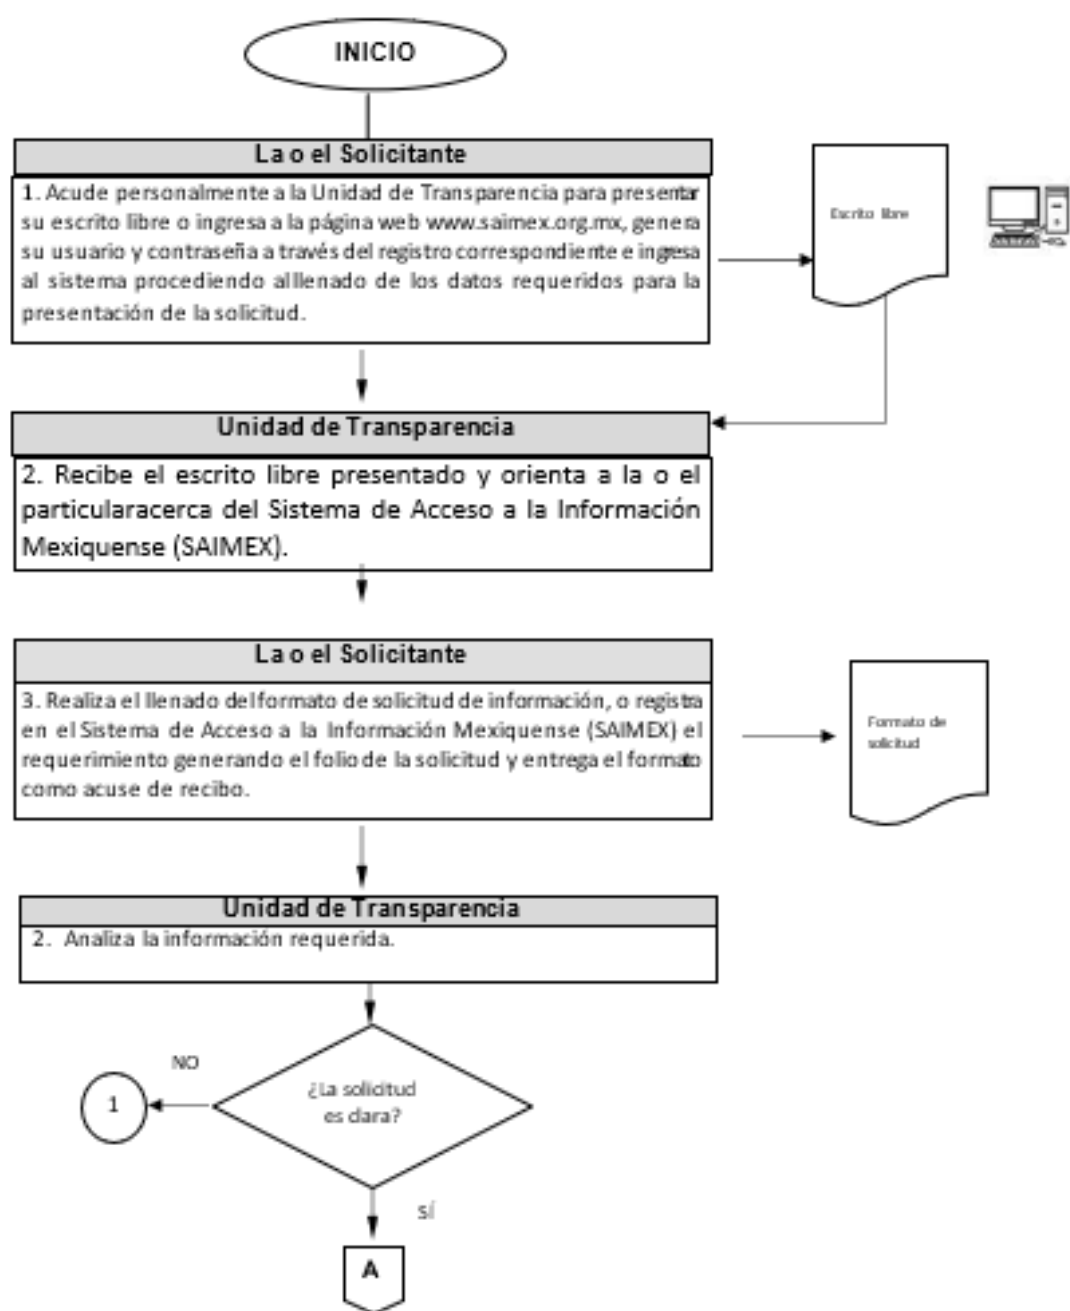 INICIO
La o el Solicitante
1. Acude personalmente a la Unidad de Transparencia para presentar
su escrito libre o ingresa a la página web www.saimex.org.mx, genera
su usuario y contraseña a través del registro correspondiente e ingresa
al sistema procediendo alllenado de los datos requeridos para la
presentación de la solicitud.
Escrito libre
Unidad de Transparencia
2. Recibe el escrito libre presentado y orienta a la o el
particularacerca del Sistema de Acceso a la Información
Mexiquense (SAIMEX).
La o el Solicitante
3. Realiza el llenado del formato de solicitud de información, o registra
en el Sistema de Acceso a la Información Mexiquense (SAIMEX) el
requerimiento generando el folio de la solicitud y entrega el formato
como acuse de recibo.
Formato de
solicitud
Unidad de Transparencia
2. Analiza la información requerida.
NO
¿La solicitud
es clara?
1
SÍ
A